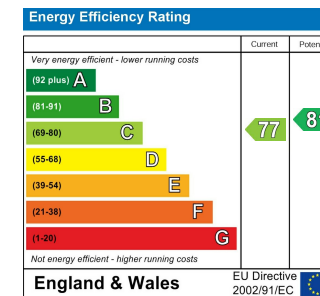 Energy Efficiency Rating
Current
Very energy efficient - lower running costs
(92 plus) A
(81-91) B
(69-80) C
77
(55-68) D
(39-54) E
(21-38) F
(1-20) G
Not energy efficient - higher running costs
England & Wales
EU Directive
2002/91/EC